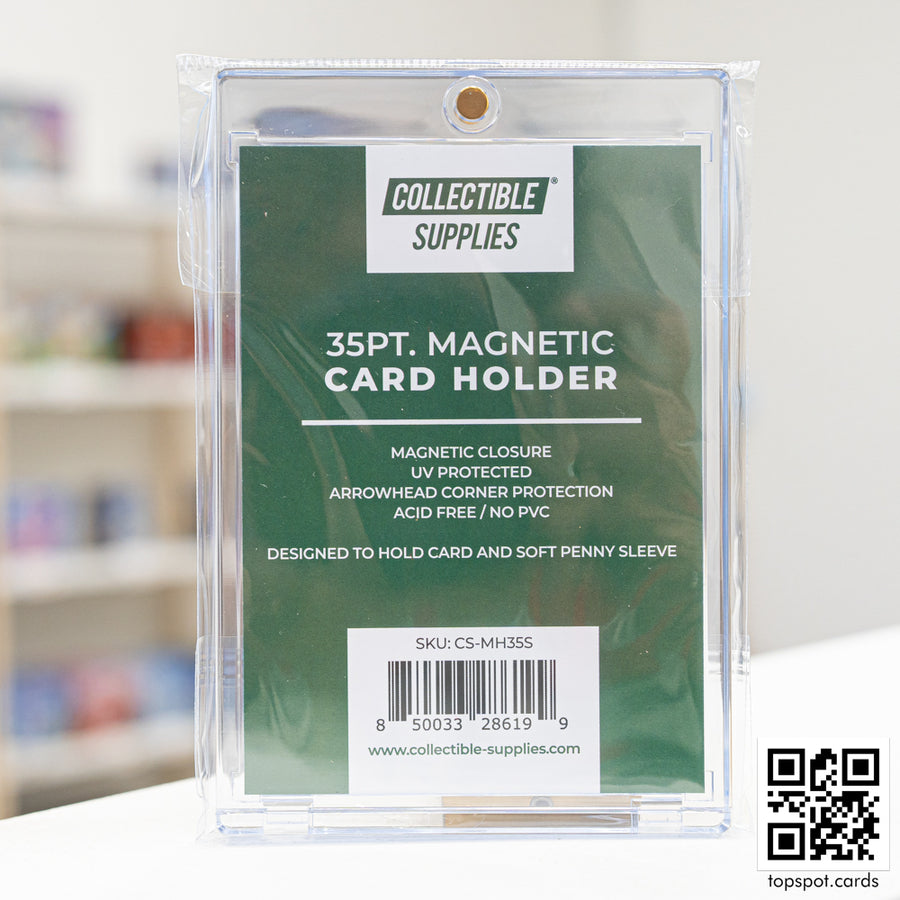 COLLECTIBLE®
SUPPLIES
35PT. MAGNETIC
CARD HOLDER
MAGNETIC CLOSURE
UV PROTECTED
ARROWHEAD CORNER PROTECTION
ACID FREE / NO PVC
DESIGNED TO HOLD CARD AND SOFT PENNY SLEEVE
SKU: CS-MH35S
8 50033 28619 9
www.collectible-supplies.com
topspot.cards